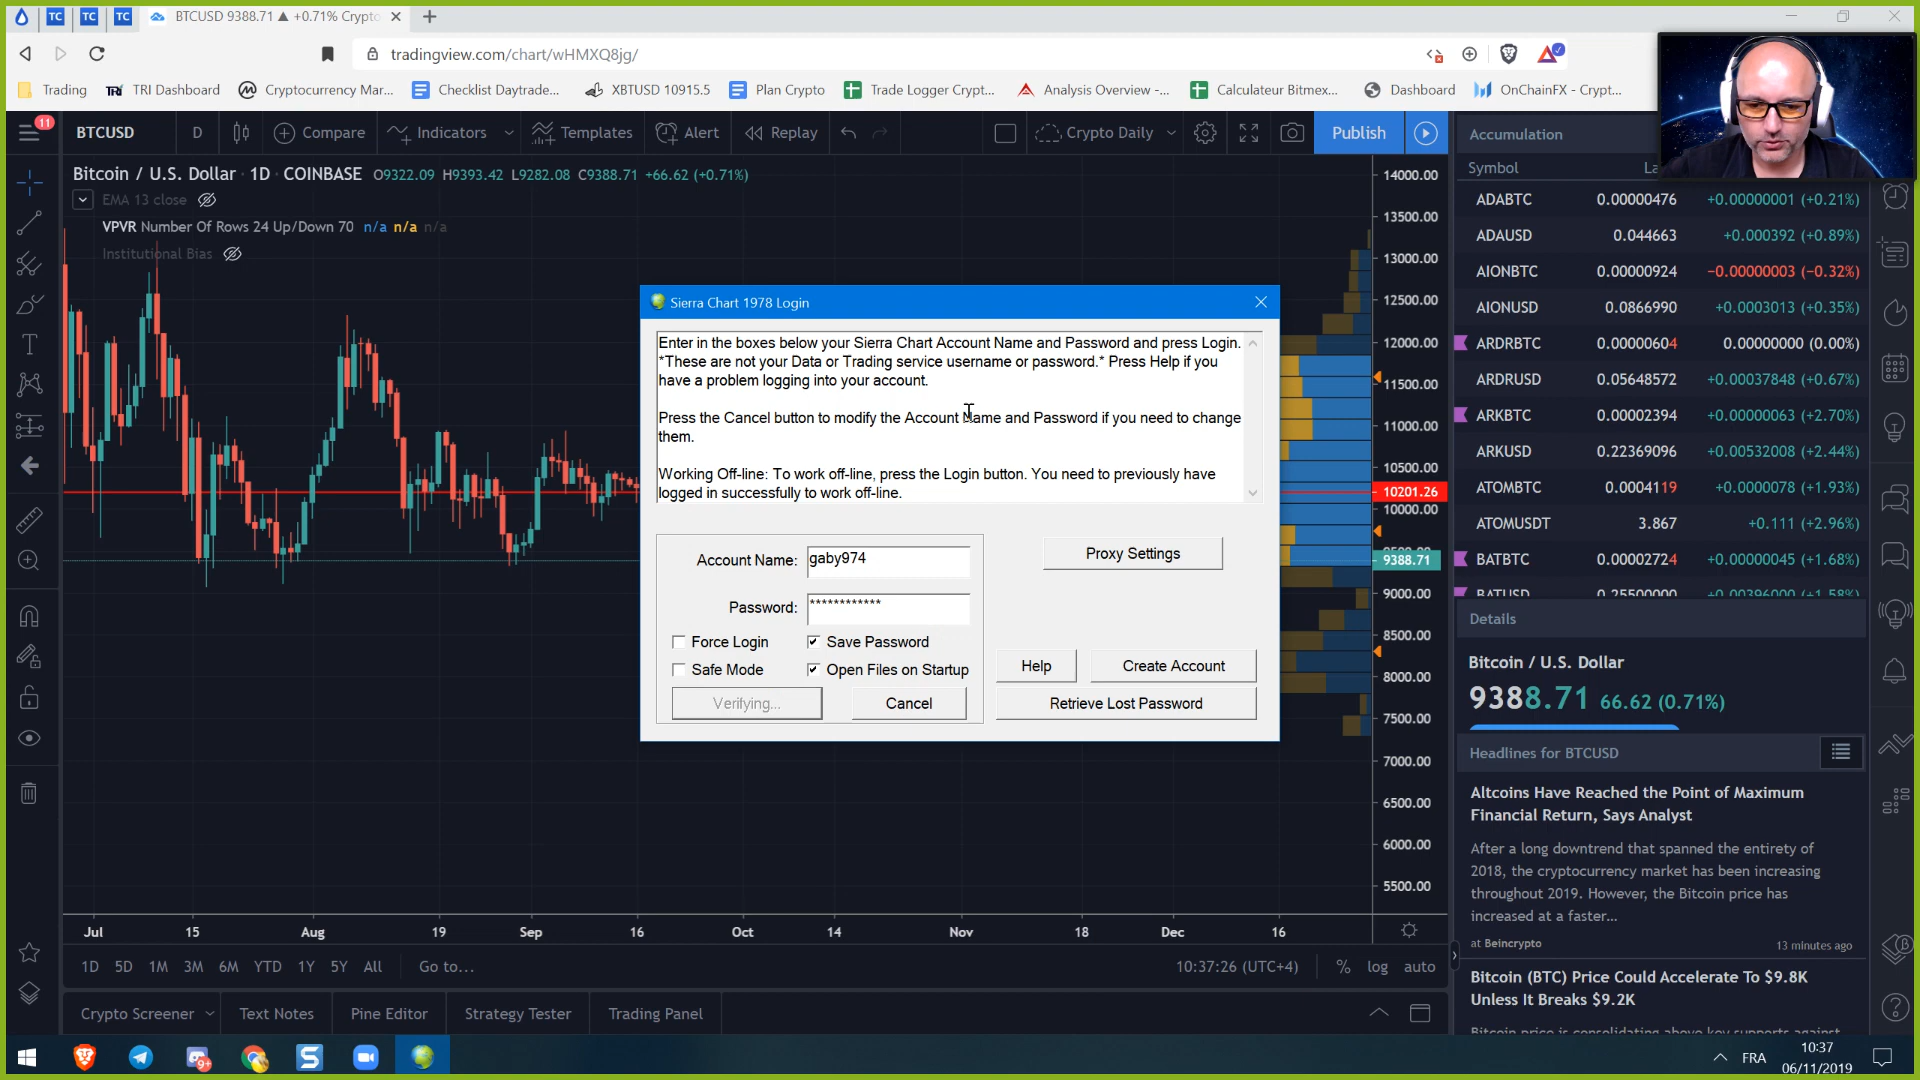 TC
TC
TC
BTCUSD 9388.71 ▲ +0.71% Crypto
tradingview.com/chart/wHMXQ8jg/
Trading
TRI Dashboard
Cryptocurrency Mar...
Checklist Daytrade...
XBTUSD 10915.5
Plan Crypto
Trade Logger Crypt...
Analysis Overview -...
Calculateur Bitmex...
Dashboard
OnChainFX - Crypt...
11
BTCUSD
D
Compare
Indicators
Templates
Alert
Replay
Crypto Daily
Publish
Accumulation
Bitcoin / U.S. Dollar · 1D · COINBASE O9322.09 H9393.42 L9282.08 C9388.71 +66.62 (+0.71%)
EMA 13 close
VPVR Number Of Rows 24 Up/Down 70 n/a n/a n/a
Institutional Bias
14000.00
13500.00
13000.00
12500.00
12000.00
11500.00
11000.00
10500.00
10201.26
10000.00
9388.71
9000.00
8500.00
8000.00
7500.00
7000.00
6500.00
6000.00
5500.00
Symbol
La
ADABTC 0.00000476 +0.00000001 (+0.21%)
ADAUSD 0.044663 +0.000392 (+0.89%)
AIONBTC 0.00000924 −0.00000003 (−0.32%)
AIONUSD 0.0866990 +0.0003013 (+0.35%)
ARDRBTC 0.00000604 0.00000000 (0.00%)
ARDRUSD 0.05648572 +0.00037848 (+0.67%)
ARKBTC 0.00002394 +0.00000063 (+2.70%)
ARKUSD 0.22369096 +0.00532008 (+2.44%)
ATOMBTC 0.0004119 +0.0000078 (+1.93%)
ATOMUSDT 3.867 +0.111 (+2.96%)
BATBTC 0.00002724 +0.00000045 (+1.68%)
BATUSD 0.25500000 +0.00396000 (+1.58%)
Sierra Chart 1978 Login
Enter in the boxes below your Sierra Chart Account Name and Password and press Login.
*These are not your Data or Trading service username or password.* Press Help if you
have a problem logging into your account.
Press the Cancel button to modify the Account Name and Password if you need to change
them.
Working Off-line: To work off-line, press the Login button. You need to previously have
logged in successfully to work off-line.
Account Name: gaby974
Password: ************
Force Login
Save Password
Safe Mode
Open Files on Startup
Verifying...
Cancel
Proxy Settings
Help
Create Account
Retrieve Lost Password
Details
Bitcoin / U.S. Dollar
9388.71 66.62 (0.71%)
Headlines for BTCUSD
Altcoins Have Reached the Point of Maximum
Financial Return, Says Analyst
After a long downtrend that spanned the entirety of
2018, the cryptocurrency market has been increasing
throughout 2019. However, the Bitcoin price has
increased at a faster...
at Beincrypto
13 minutes ago
Bitcoin (BTC) Price Could Accelerate To $9.8K
Unless It Breaks $9.2K
Bitcoin price is consolidating above key supports against
Jul 15 Aug 19 Sep 16 Oct 14 Nov 18 Dec 16
1D 5D 1M 3M 6M YTD 1Y 5Y All
Go to...
10:37:26 (UTC+4)
% log auto
Crypto Screener
Text Notes
Pine Editor
Strategy Tester
Trading Panel
9+
FRA
10:37
06/11/2019